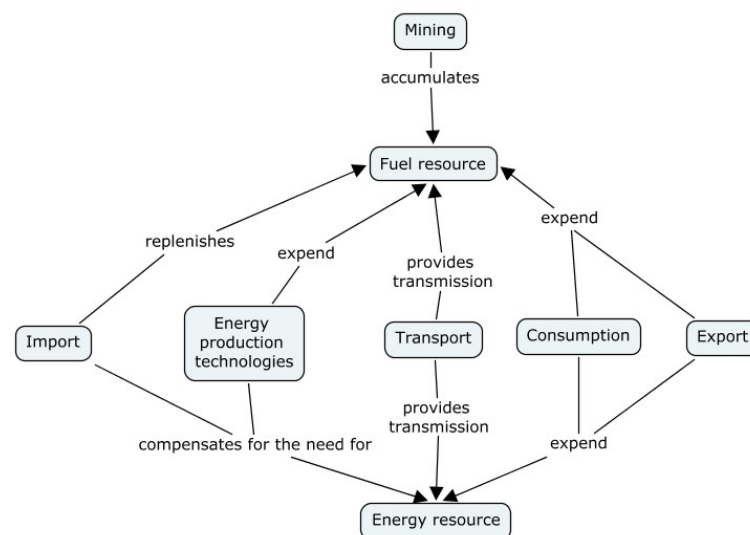 Mining
accumulates
Fuel resource
replenishes
expend
provides
transmission
expend
Import
Energy
production
technologies
Transport
Consumption
Export
compensates for the need for
provides
transmission
expend
Energy resource